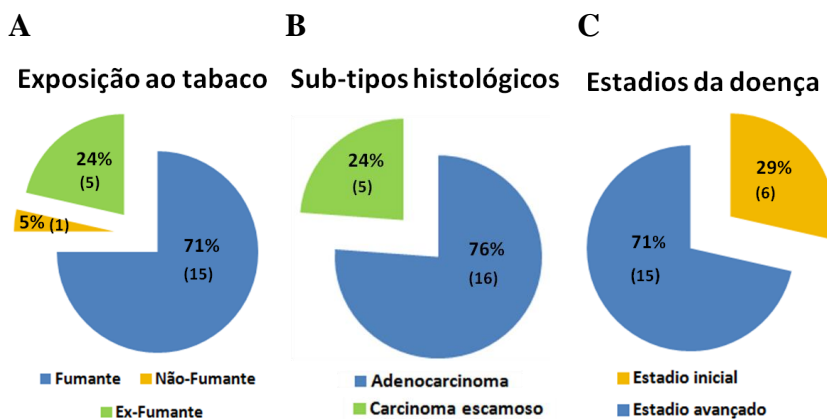 A
Exposição ao tabaco
24%
(5)
5% (1)
71%
(15)
Fumante
Não-Fumante
Ex-Fumante
B
Sub-tipos histológicos
24%
(5)
76%
(16)
Adenocarcinoma
Carcinoma escamoso
C
Estadios da doença
29%
(6)
71%
(15)
Estadio inicial
Estadio avançado